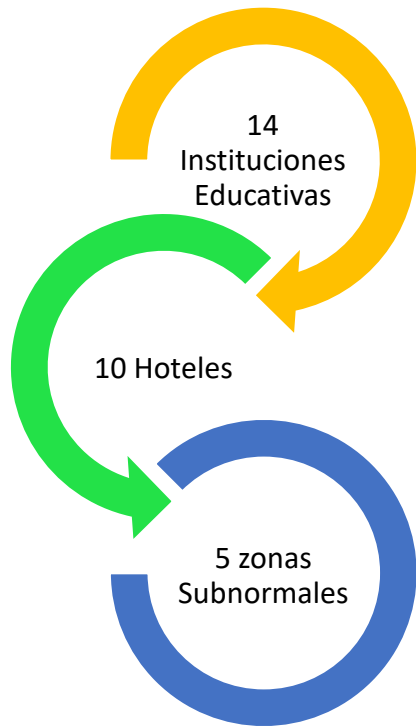 14
Instituciones
Educativas
10 Hoteles
5 zonas
Subnormales